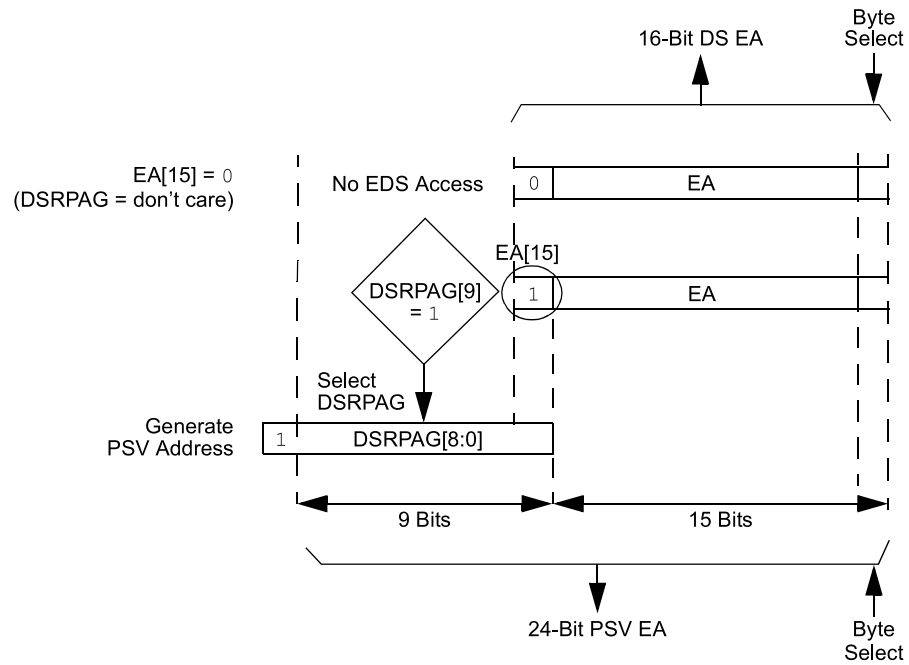 16-Bit DS EA
Byte
Select
EA[15] = 0
(DSRPAG = don't care)
No EDS Access
0
EA
EA[15]
DSRPAG[9]
= 1
1
EA
Select
DSRPAG
Generate
PSV Address
1
DSRPAG[8:0]
9 Bits
15 Bits
24-Bit PSV EA
Byte
Select